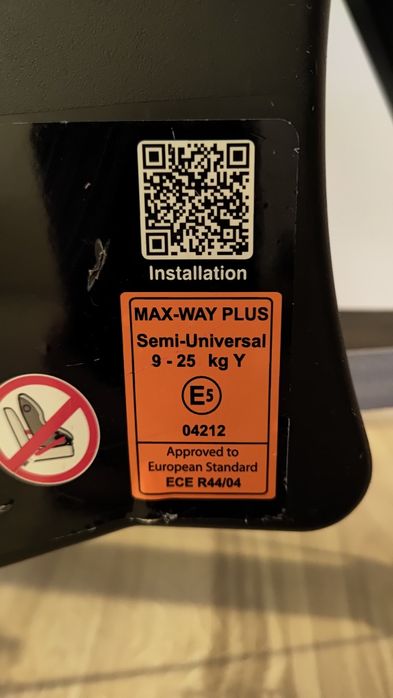 Installation
MAX-WAY PLUS
Semi-Universal
9 - 25 kg Y
E5
04212
Approved to
European Standard
ECE R44/04